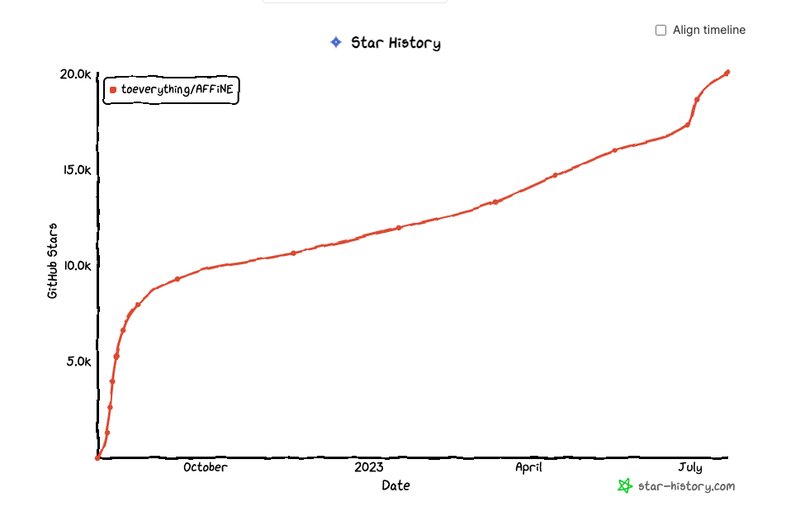 Align timeline
Star History
20.0k
toeverything/AFFiNE
15.0k
10.0k
5.0k
GitHub Stars
October
2023
April
July
Date
star-history.com